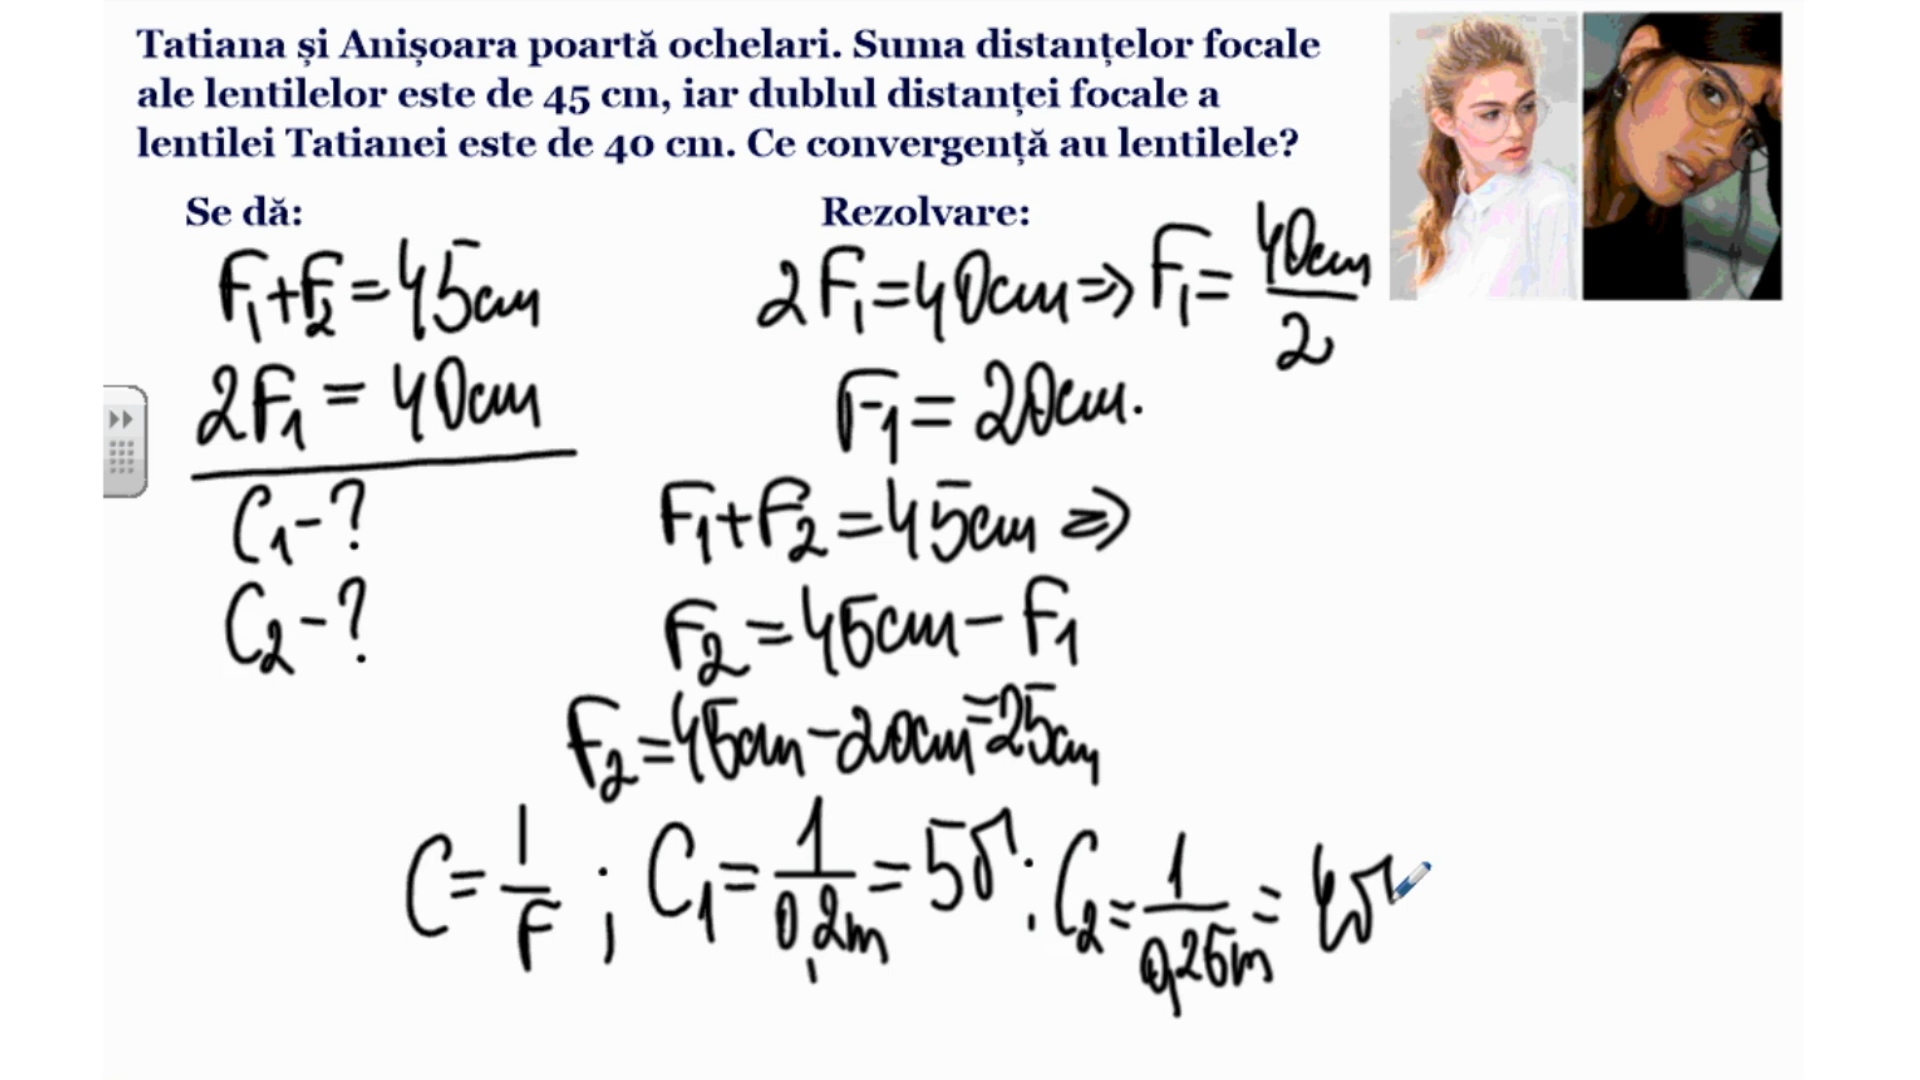 Tatiana și Anișoara poartă ochelari. Suma distanțelor focale
ale lentilelor este de 45 cm, iar dublul distanței focale a
lentilei Tatianei este de 40 cm. Ce convergență au lentilele?
Se dă:
F₁+F₂=45cm
2F₁ = 40cm
C₁-?
C₂-?
Rezolvare:
2F₁=40cm⇒F₁=40cm/2
F₁=20cm.
F₁+F₂=45cm⇒
F₂=45cm-F₁
F₂=45cm-20cm=25cm
C=1/F; C₁=1/0,2m=5δ; C₂=1/0,25m=4δ